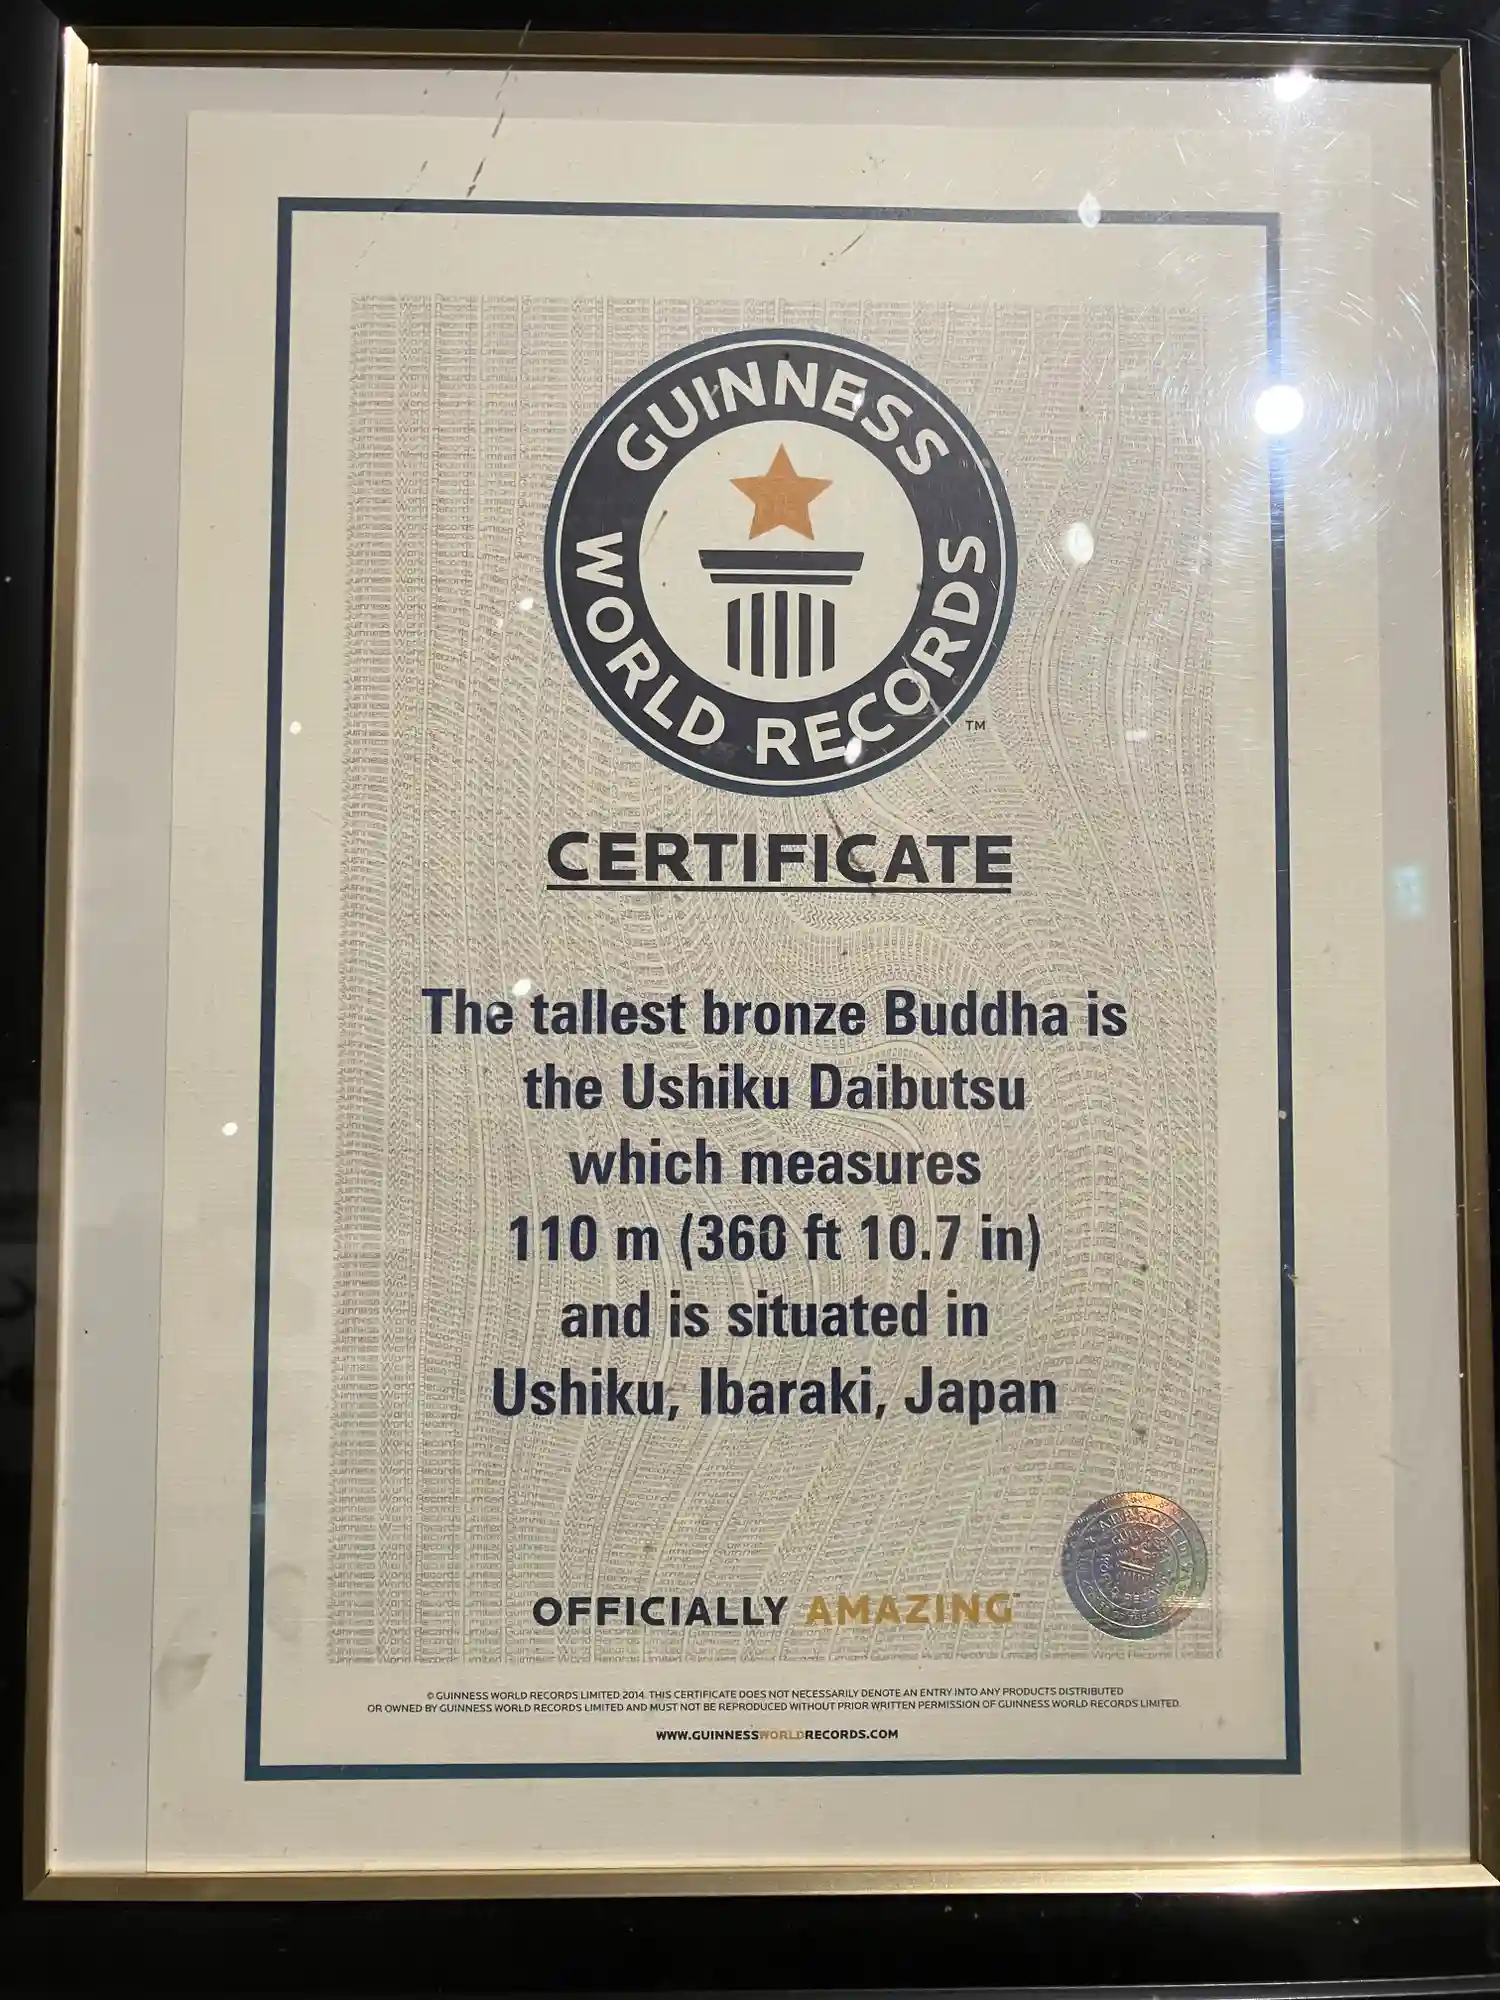 GUINNESS
WORLD RECORDS
TM
CERTIFICATE
The tallest bronze Buddha is
the Ushiku Daibutsu
which measures
110 m (360 ft 10.7 in)
and is situated in
Ushiku, Ibaraki, Japan
OFFICIALLY AMAZING
© GUINNESS WORLD RECORDS LIMITED 2014. THIS CERTIFICATE DOES NOT NECESSARILY DENOTE AN ENTRY INTO ANY PRODUCTS DISTRIBUTED
OR OWNED BY GUINNESS WORLD RECORDS LIMITED AND MUST NOT BE REPRODUCED WITHOUT PRIOR WRITTEN PERMISSION OF GUINNESS WORLD RECORDS LIMITED.
WWW.GUINNESSWORLDRECORDS.COM